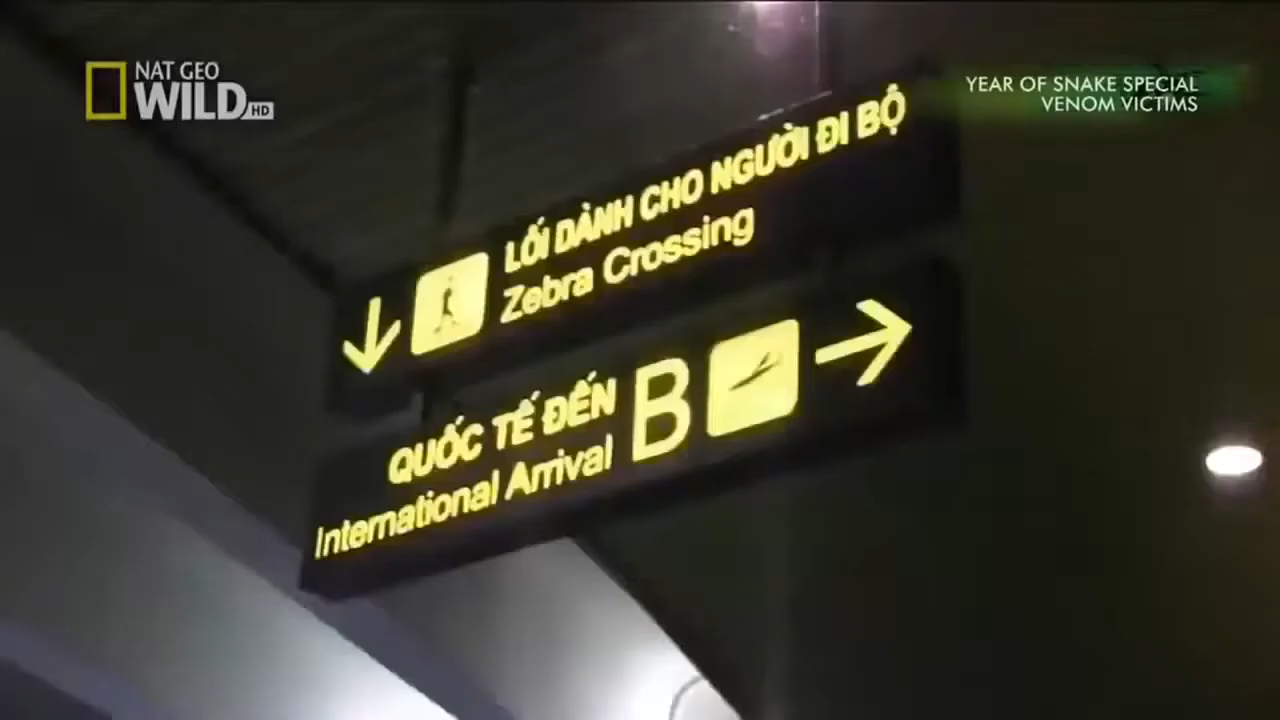 NAT GEO
WILD HD
YEAR OF SNAKE SPECIAL
VENOM VICTIMS
LỐI DÀNH CHO NGƯỜI ĐI BỘ
Zebra Crossing
QUỐC TẾ ĐẾN
International Arrival
B